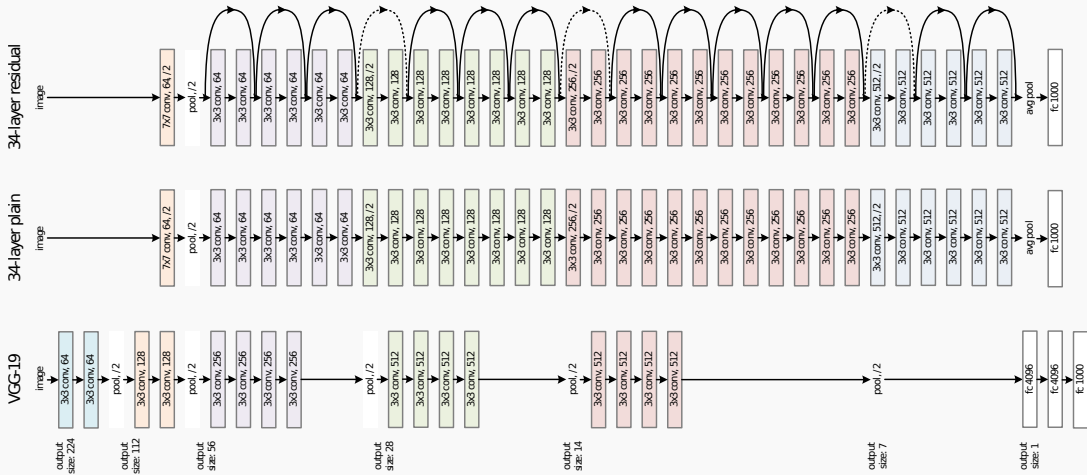 34-layer residual
image
7x7 conv, 64, /2
pool, /2
3x3 conv, 64
3x3 conv, 64
3x3 conv, 64
3x3 conv, 64
3x3 conv, 64
3x3 conv, 64
3x3 conv, 128, /2
3x3 conv, 128
3x3 conv, 128
3x3 conv, 128
3x3 conv, 128
3x3 conv, 128
3x3 conv, 128
3x3 conv, 128
3x3 conv, 256, /2
3x3 conv, 256
3x3 conv, 256
3x3 conv, 256
3x3 conv, 256
3x3 conv, 256
3x3 conv, 256
3x3 conv, 256
3x3 conv, 256
3x3 conv, 256
3x3 conv, 256
3x3 conv, 256
3x3 conv, 512, /2
3x3 conv, 512
3x3 conv, 512
3x3 conv, 512
3x3 conv, 512
3x3 conv, 512
avg pool
fc 1000
34-layer plain
image
7x7 conv, 64, /2
pool, /2
3x3 conv, 64
3x3 conv, 64
3x3 conv, 64
3x3 conv, 64
3x3 conv, 64
3x3 conv, 64
3x3 conv, 128, /2
3x3 conv, 128
3x3 conv, 128
3x3 conv, 128
3x3 conv, 128
3x3 conv, 128
3x3 conv, 128
3x3 conv, 128
3x3 conv, 256, /2
3x3 conv, 256
3x3 conv, 256
3x3 conv, 256
3x3 conv, 256
3x3 conv, 256
3x3 conv, 256
3x3 conv, 256
3x3 conv, 256
3x3 conv, 256
3x3 conv, 256
3x3 conv, 256
3x3 conv, 512, /2
3x3 conv, 512
3x3 conv, 512
3x3 conv, 512
3x3 conv, 512
3x3 conv, 512
avg pool
fc 1000
VGG-19
image
3x3 conv, 64
3x3 conv, 64
pool, /2
3x3 conv, 128
3x3 conv, 128
pool, /2
3x3 conv, 256
3x3 conv, 256
3x3 conv, 256
3x3 conv, 256
pool, /2
3x3 conv, 512
3x3 conv, 512
3x3 conv, 512
3x3 conv, 512
pool, /2
3x3 conv, 512
3x3 conv, 512
3x3 conv, 512
3x3 conv, 512
pool, /2
fc 4096
fc 4096
fc 1000
output
size: 224
output
size: 112
output
size: 56
output
size: 28
output
size: 14
output
size: 7
output
size: 1